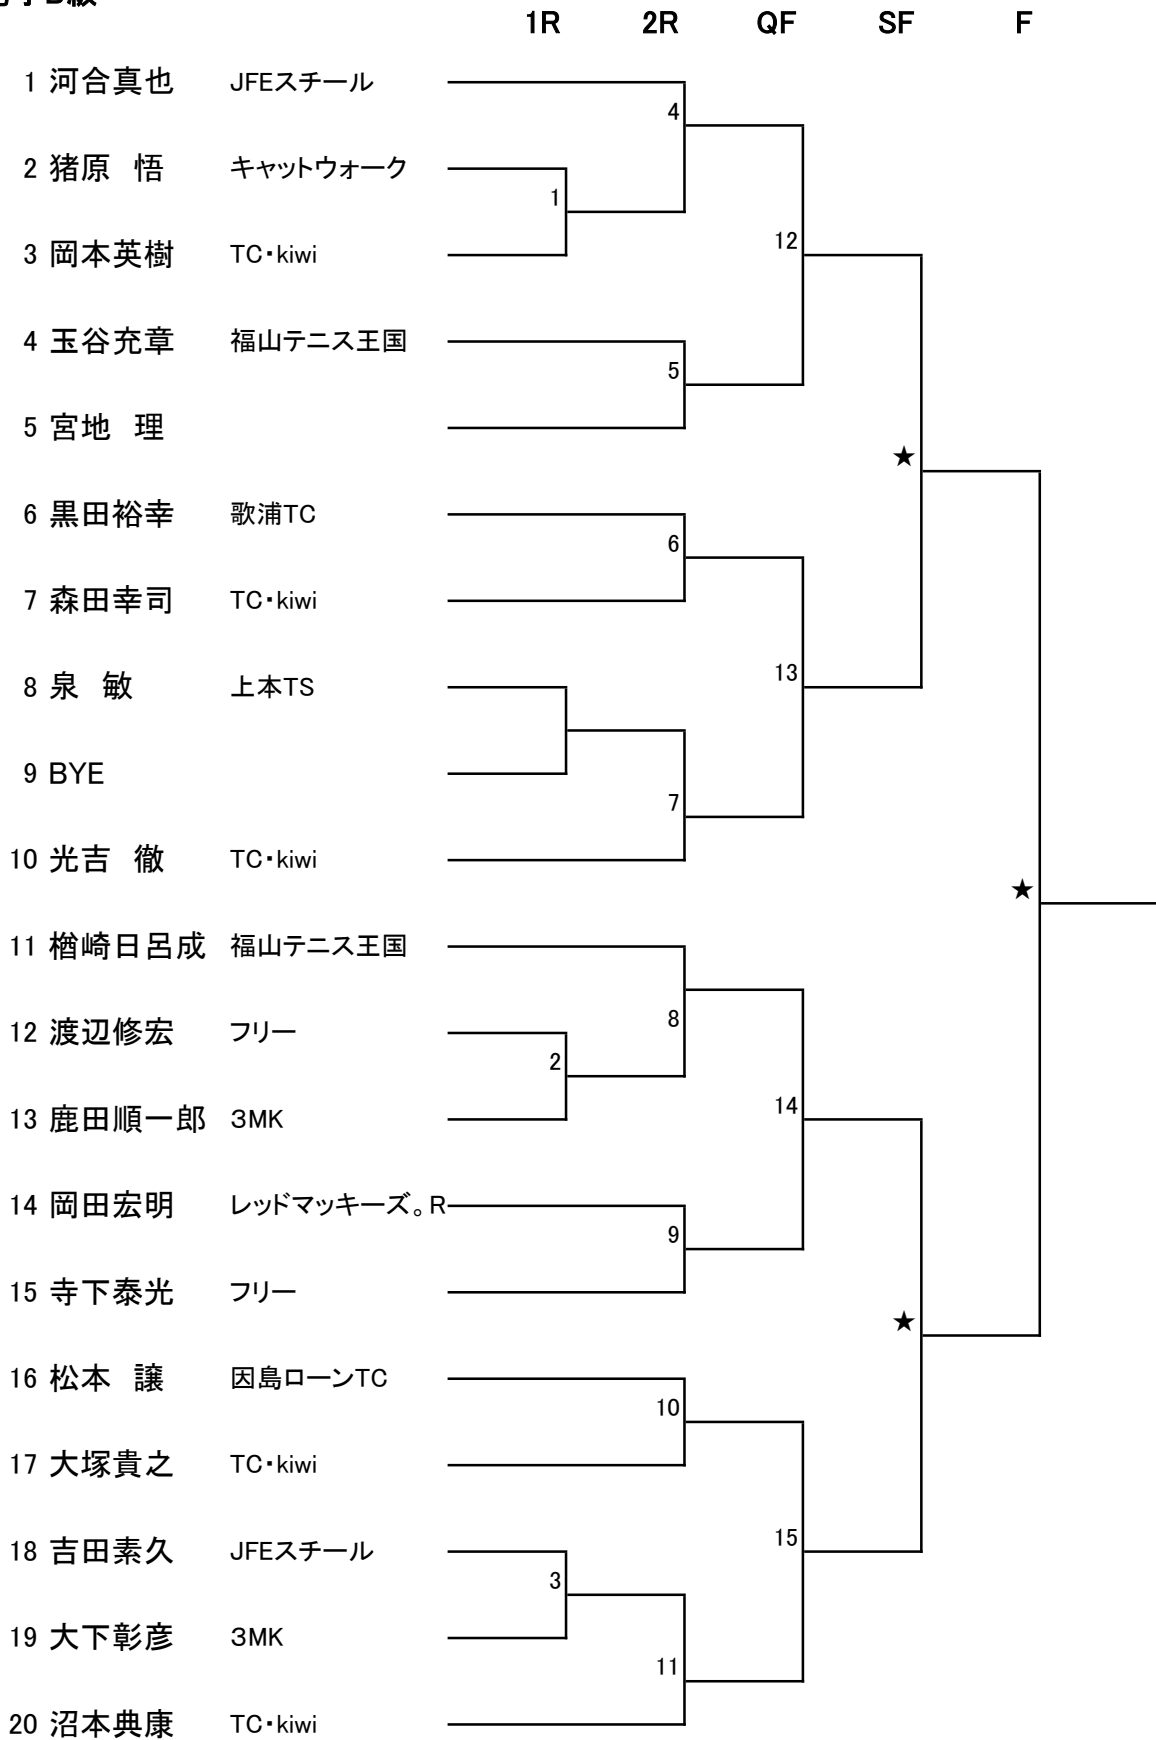 1R 2R QF SF F
1 河合真也 JFEスチール
4
2 猪原 悟 キャットウォーク
1
12
3 岡本英樹 TC・kiwi
4 玉谷充章 福山テニス王国
5
5 宮地 理
★
6 黒田裕幸 歌浦TC
6
7 森田幸司 TC・kiwi
13
8 泉 敏 上本TS
9 BYE
7
10 光吉 徹 TC・kiwi
★
11 楢崎日呂成 福山テニス王国
8
12 渡辺修宏 フリー
2
14
13 鹿田順一郎 3MK
14 岡田宏明 レッドマッキーズ。R
9
15 寺下泰光 フリー
★
16 松本 譲 因島ローンTC
10
17 大塚貴之 TC・kiwi
15
18 吉田素久 JFEスチール
3
19 大下彰彦 3MK
11
20 沼本典康 TC・kiwi